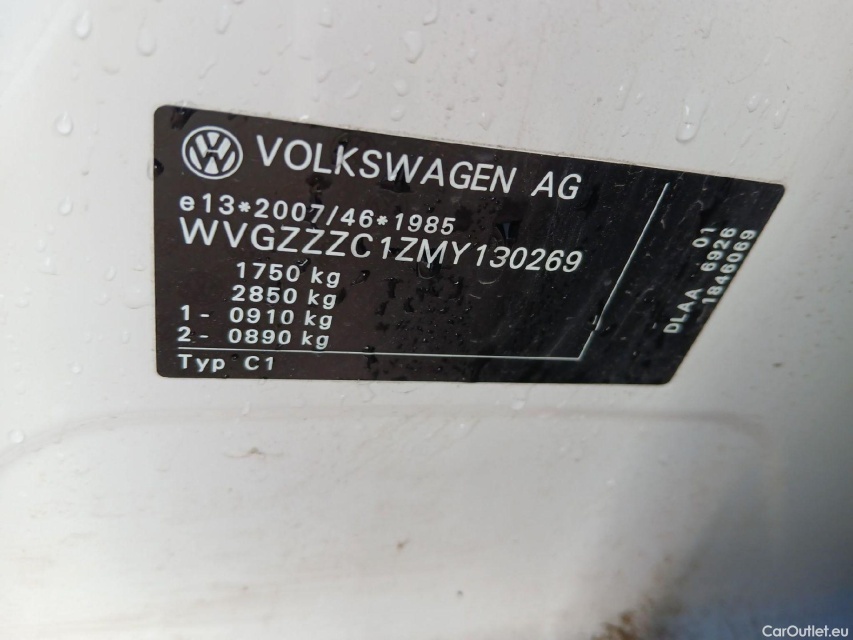 VOLKSWAGEN AG
e13*2007/46*1985
WVGZZZC1ZMY130269
1750 kg
2850 kg
1- 0910 kg
2- 0890 kg
Typ C1
01
DLAA 6926
1846069
CarOutlet.eu